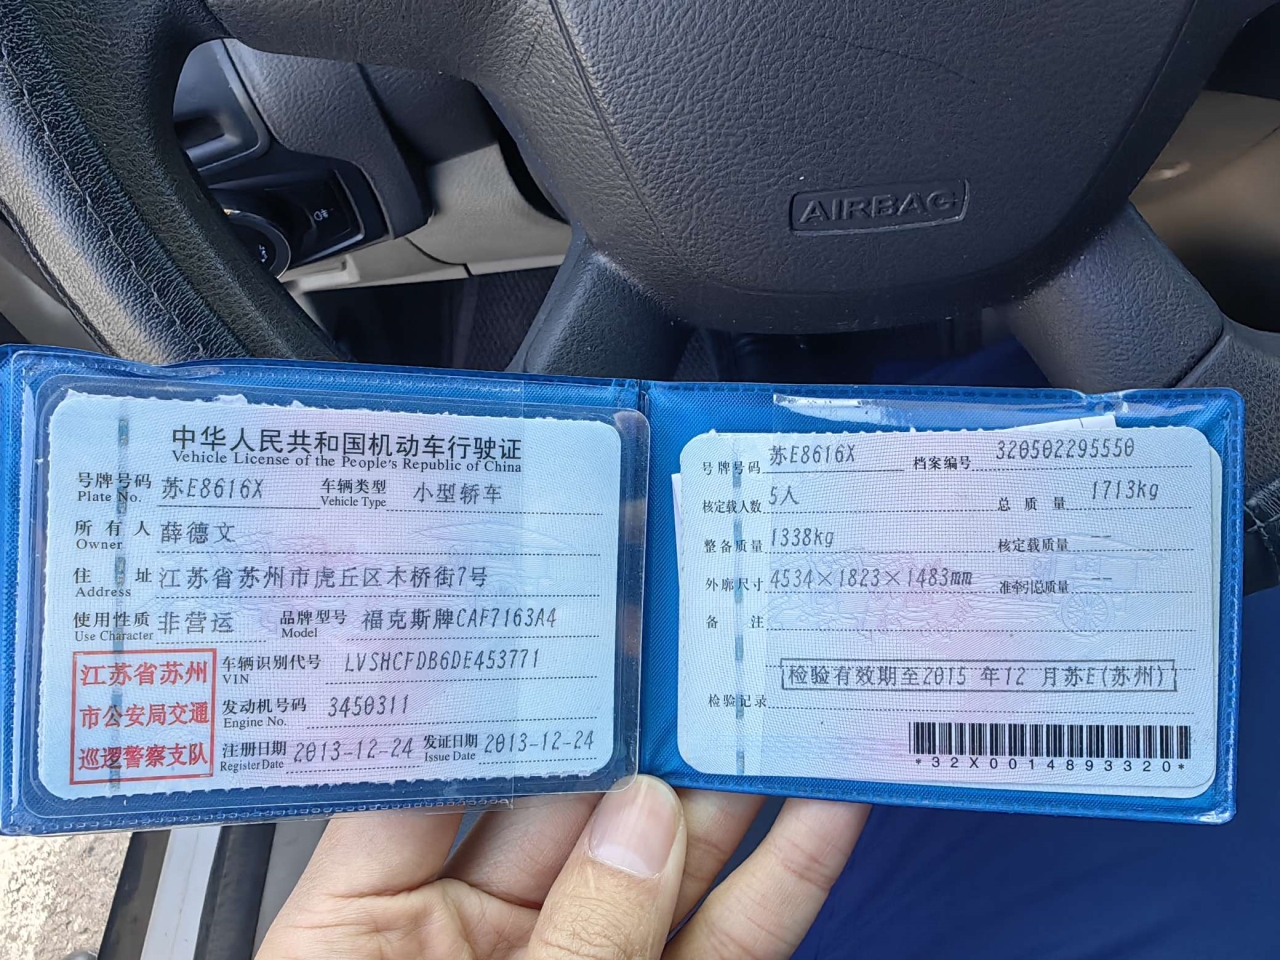 AIRBAG
中华人民共和国机动车行驶证
Vehicle License of the People's Republic of China
号牌号码 苏E8616X 车辆类型 小型轿车
Plate No. Vehicle Type
所有人 薛德文
Owner
住址 江苏省苏州市虎丘区木桥街7号
Address
使用性质 非营运 品牌型号 福克斯牌CAF7163A4
Use Character Model
江苏省苏州
市公安局交通
巡逻警察支队
车辆识别代号 LVSHCFDB6DE453771
VIN
发动机号码 3450311
Engine No.
注册日期 2013-12-24 发证日期 2013-12-24
Register Date Issue Date
号牌号码 苏E8616X 档案编号 320502295550
核定载人数 5人 总质量 1713kg
整备质量 1338kg 核定载质量 --
外廓尺寸 4534×1823×1483mm 准牵引总质量 --
备注
检验有效期至2015 年12 月苏E(苏州)
检验记录
*32X0014893320*